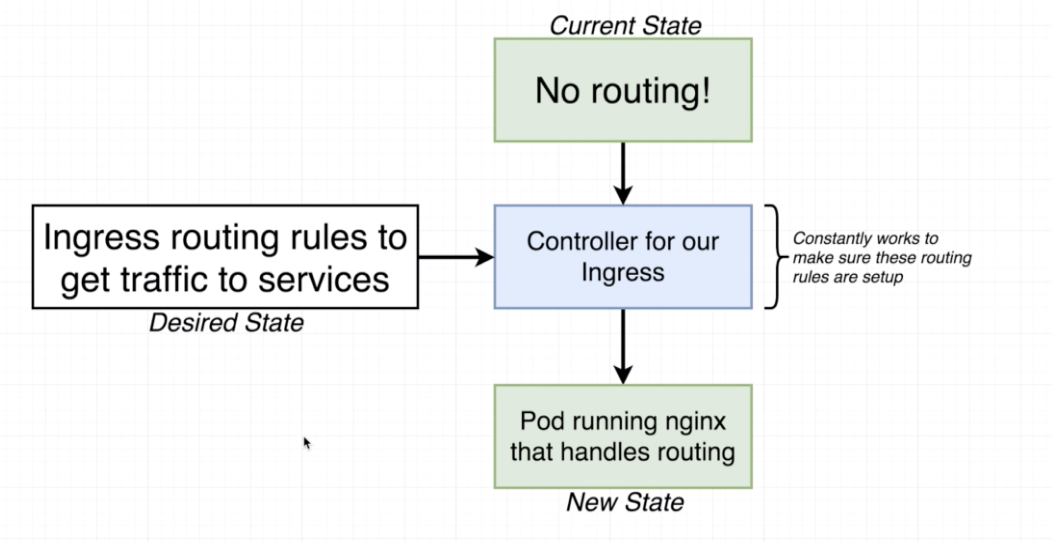 Current State
No routing!
Ingress routing rules to
get traffic to services
Desired State
Controller for our
Ingress
Constantly works to
make sure these routing
rules are setup
Pod running nginx
that handles routing
New State